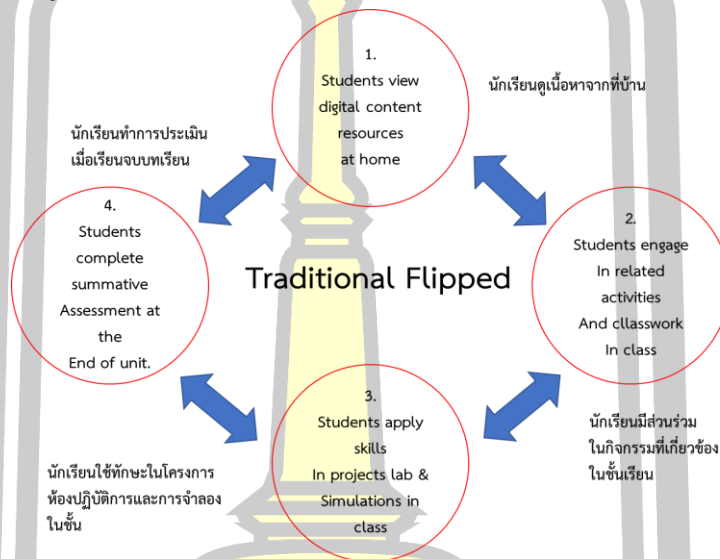 1.
Students view
digital content
resources
at home
นักเรียนดูเนื้อหาจากที่บ้าน
นักเรียนทำการประเมิน
เมื่อเรียนจบบทเรียน
4.
Students
complete
summative
Assessment at
the
End of unit.
Traditional Flipped
2.
Students engage
In related
activities
And cllasswork
In class
3.
Students apply
skills
In projects lab &
Simulations in
class
นักเรียนมีส่วนร่วม
ในกิจกรรมที่เกี่ยวข้อง
ในชั้นเรียน
นักเรียนใช้ทักษะในโครงการ
ห้องปฏิบัติการและการจำลอง
ในชั้น